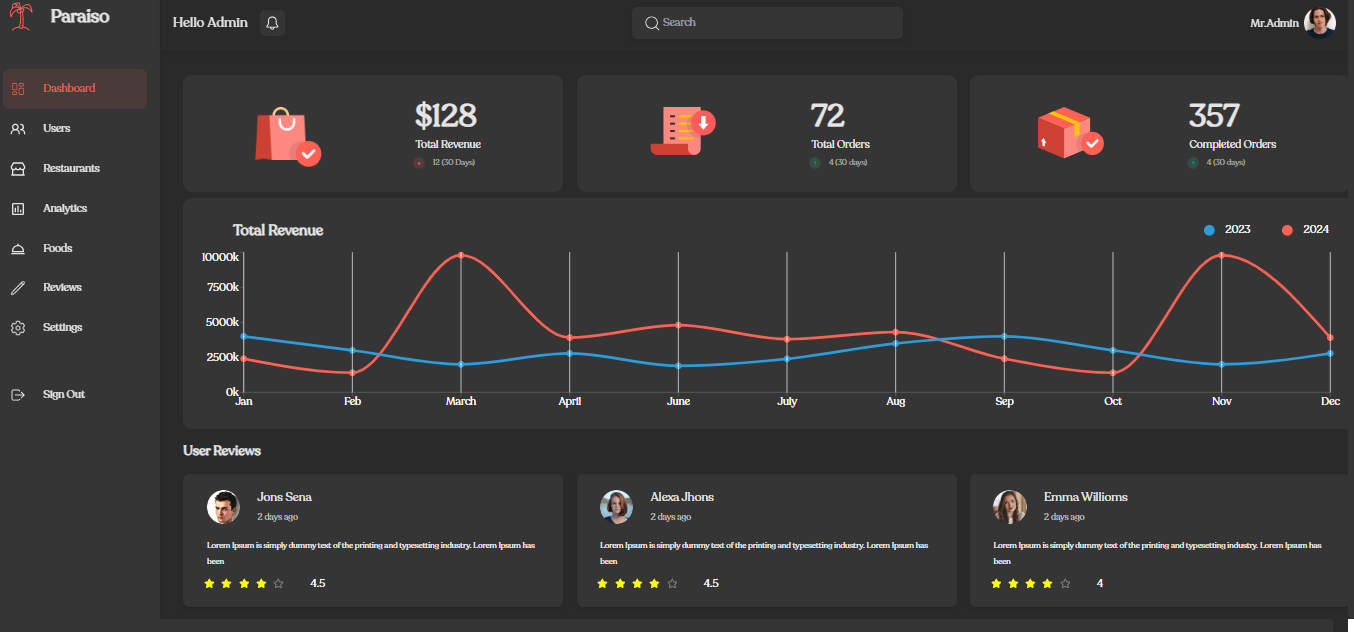 Paraiso
Hello Admin
Search
Mr.Admin
Dashboard
Users
Restaurants
Analytics
Foods
Reviews
Settings
Sign Out
$128
Total Revenue
12 (30 Days)
72
Total Orders
4 (30 days)
357
Completed Orders
4 (30 days)
Total Revenue
2023
2024
10000k
7500k
5000k
2500k
0k
Jan Feb March April June July Aug Sep Oct Nov Dec
User Reviews
Jons Sena
2 days ago
Lorem Ipsum is simply dummy text of the printing and typesetting industry. Lorem Ipsum has
been
4.5
Alexa Jhons
2 days ago
Lorem Ipsum is simply dummy text of the printing and typesetting industry. Lorem Ipsum has
been
4.5
Emma Willioms
2 days ago
Lorem Ipsum is simply dummy text of the printing and typesetting industry. Lorem Ipsum has
been
4